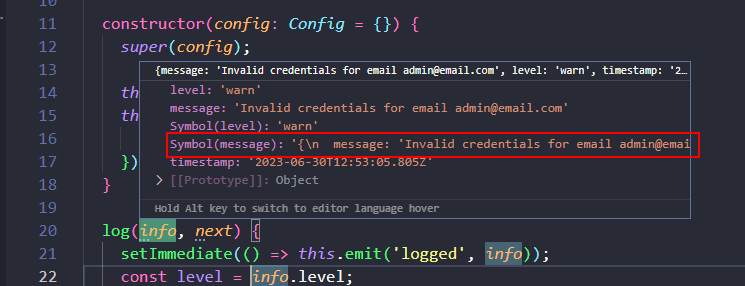 11 constructor(config: Config = {}) {
12 super(config);
13
{message: 'Invalid credentials for email admin@email.com', level: 'warn', timestamp: '2…
14 th
level: 'warn'
15 th
message: 'Invalid credentials for email admin@email.com'
Symbol(level): 'warn'
16
Symbol(message): '{\n  message: 'Invalid credentials for email admin@emai
17 })
timestamp: '2023-06-30T12:53:05.805Z'
18 }
> [[Prototype]]: Object
19
Hold Alt key to switch to editor language hover
20 log(info, next) {
21 setImmediate(() => this.emit('logged', info));
22 const level = info.level;